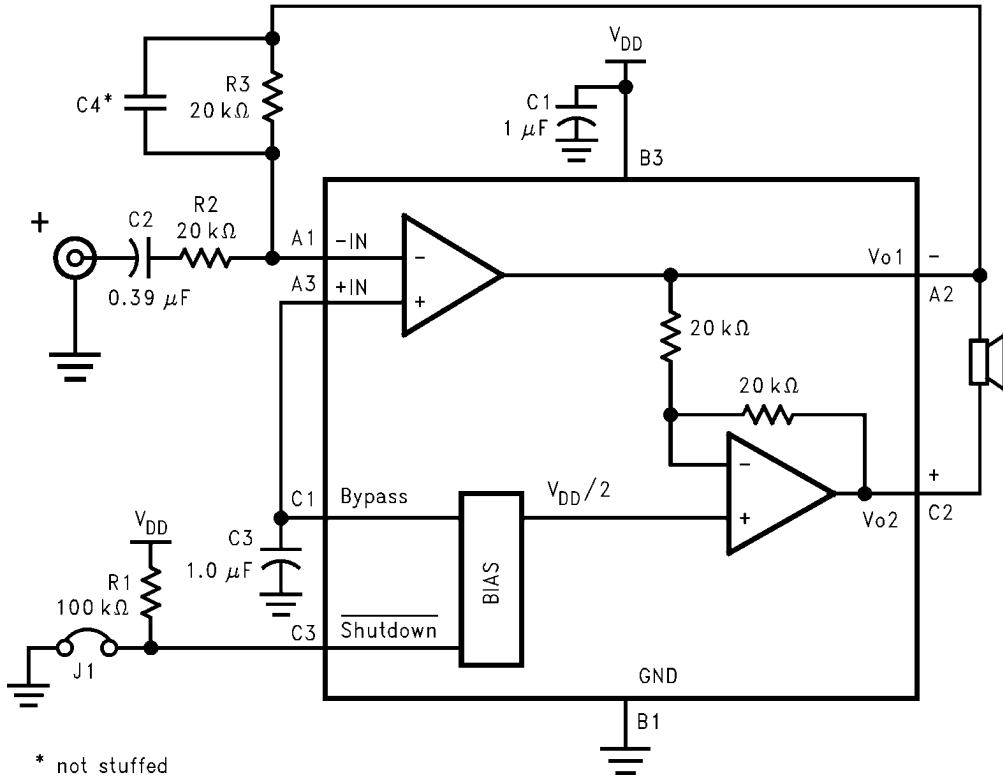 V_DD
R3
20 kΩ
C4*
C1
1 μF
B3
+
C2
0.39 μF
R2
20 kΩ
A1
-IN
-
A3
+IN
+
Vo1
-
A2
20 kΩ
20 kΩ
C1
Bypass
V_DD/2
-
+
+
C2
Vo2
V_DD
C3
1.0 μF
R1
100 kΩ
BIAS
C3
Shutdown
J1
GND
B1
* not stuffed